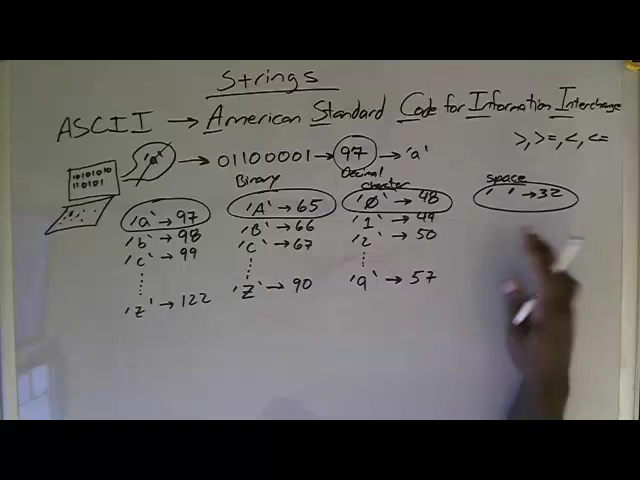 Strings
ASCII → American Standard Code for Information Interchange
>, >=, <, <=
10101010
110101
'a' → 01100001 → 97 → 'a'
Binary
Decimal
character
space
'a' → 97
'b' → 98
'c' → 99
'z' → 122
'A' → 65
'B' → 66
'C' → 67
'Z' → 90
'0' → 48
'1' → 49
'2' → 50
'9' → 57
' ' → 32